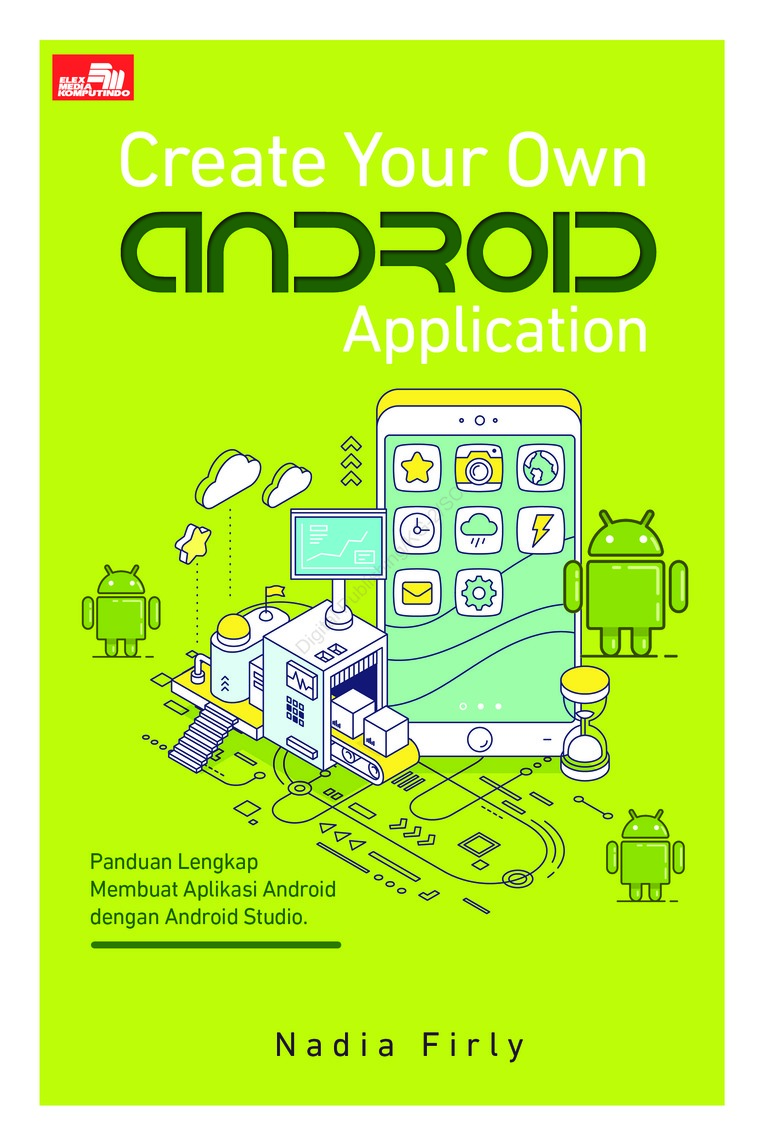 ELEX
MEDIA
KOMPUTINDO
Create Your Own
ANDROID
Application
Panduan Lengkap
Membuat Aplikasi Android
dengan Android Studio.
Nadia Firly